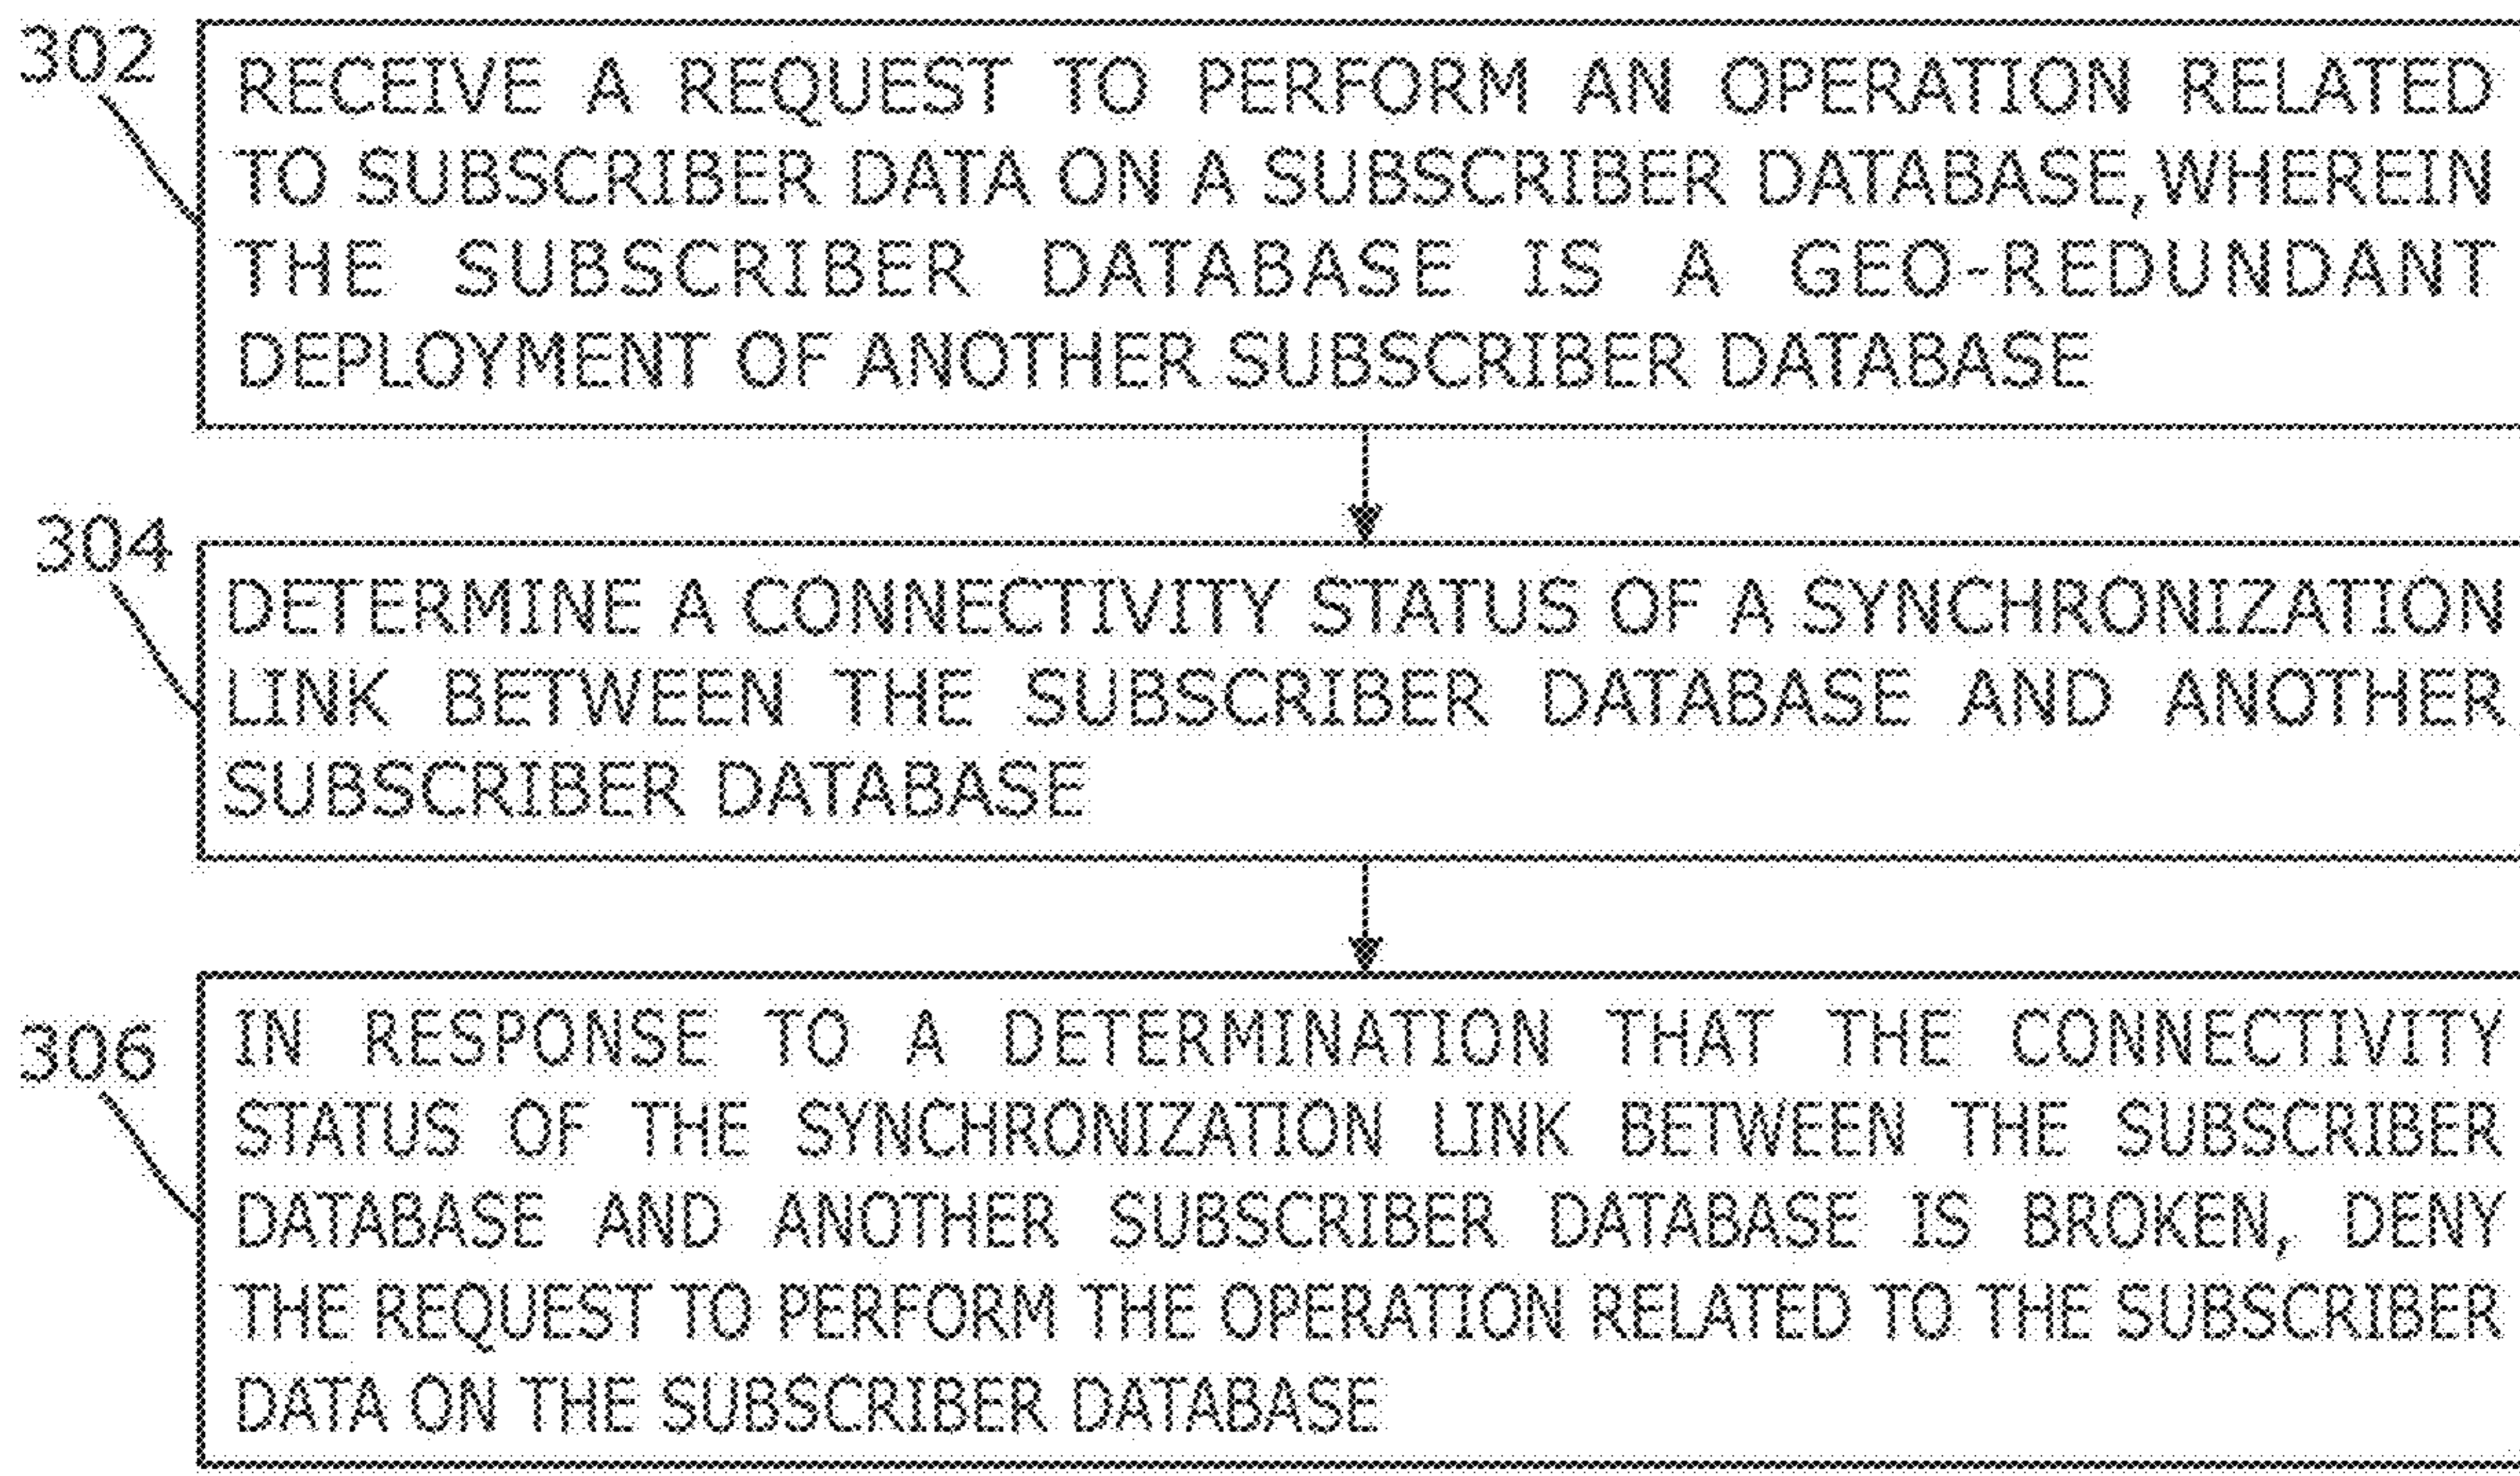 302
RECEIVE A REQUEST TO PERFORM AN OPERATION RELATED
TO SUBSCRIBER DATA ON A SUBSCRIBER DATABASE, WHEREIN
THE SUBSCRIBER DATABASE IS A GEO-REDUNDANT
DEPLOYMENT OF ANOTHER SUBSCRIBER DATABASE
304
DETERMINE A CONNECTIVITY STATUS OF A SYNCHRONIZATION
LINK BETWEEN THE SUBSCRIBER DATABASE AND ANOTHER
SUBSCRIBER DATABASE
306
IN RESPONSE TO A DETERMINATION THAT THE CONNECTIVITY
STATUS OF THE SYNCHRONIZATION LINK BETWEEN THE SUBSCRIBER
DATABASE AND ANOTHER SUBSCRIBER DATABASE IS BROKEN, DENY
THE REQUEST TO PERFORM THE OPERATION RELATED TO THE SUBSCRIBER
DATA ON THE SUBSCRIBER DATABASE